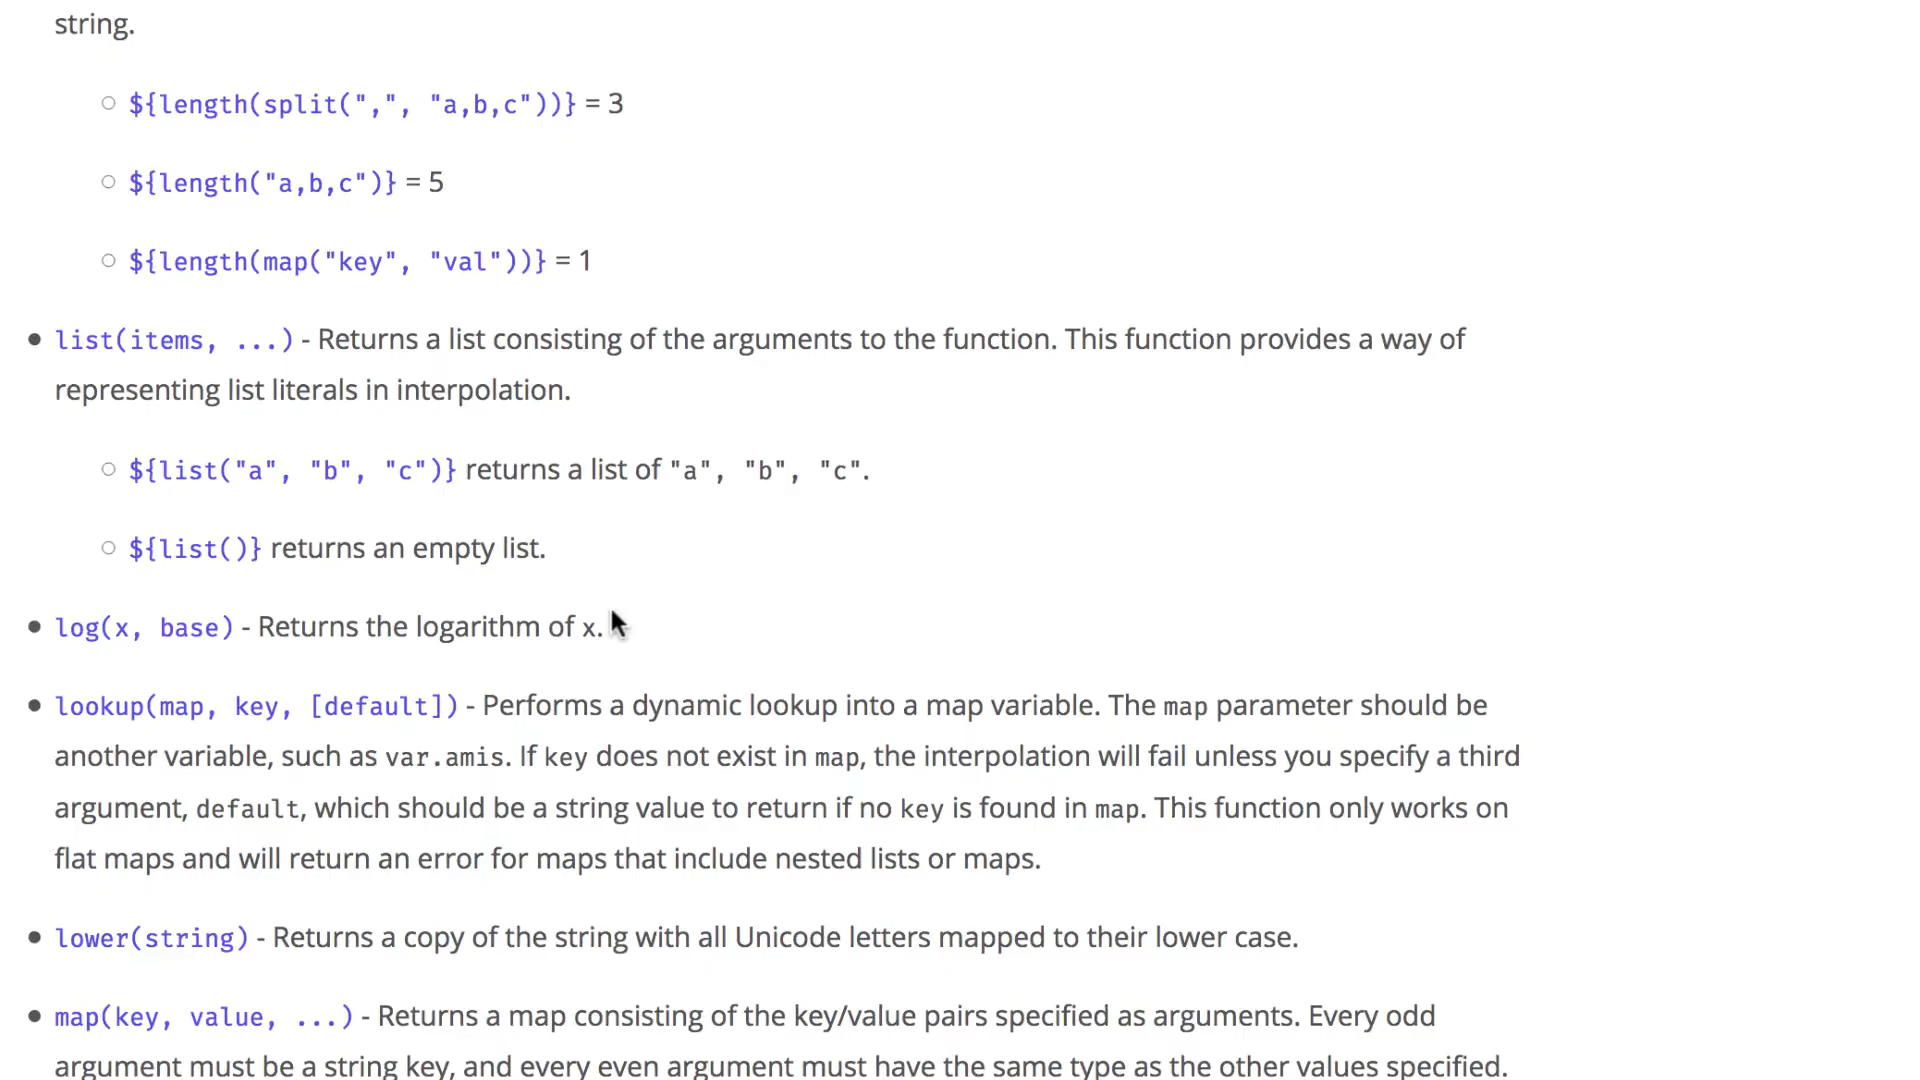 string.
${length(split(",", "a,b,c"))} = 3
${length("a,b,c")} = 5
${length(map("key", "val"))} = 1
list(items, ...) - Returns a list consisting of the arguments to the function. This function provides a way of
representing list literals in interpolation.
${list("a", "b", "c")} returns a list of "a", "b", "c".
${list()} returns an empty list.
log(x, base) - Returns the logarithm of x.
lookup(map, key, [default]) - Performs a dynamic lookup into a map variable. The map parameter should be
another variable, such as var.amis. If key does not exist in map, the interpolation will fail unless you specify a third
argument, default, which should be a string value to return if no key is found in map. This function only works on
flat maps and will return an error for maps that include nested lists or maps.
lower(string) - Returns a copy of the string with all Unicode letters mapped to their lower case.
map(key, value, ...) - Returns a map consisting of the key/value pairs specified as arguments. Every odd
argument must be a string key, and every even argument must have the same type as the other values specified.